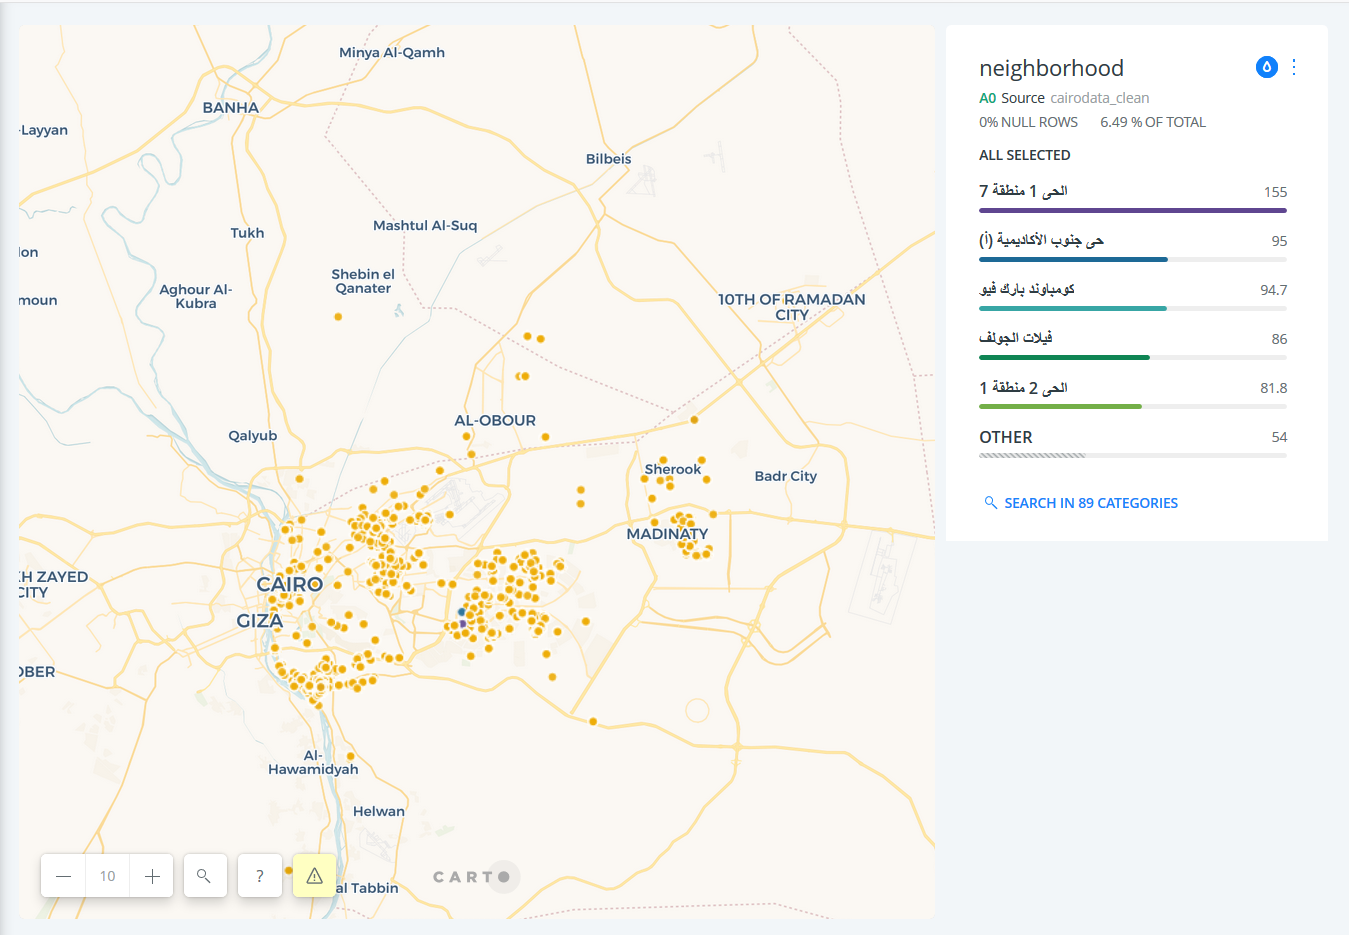 Minya Al-Qamh
BANHA
-Layyan
Bilbeis
Tukh
Mashtul Al-Suq
lon
Shebin el
Qanater
Aghour Al-
Kubra
moun
10TH OF RAMADAN
CITY
AL-OBOUR
Qalyub
Sherook
Badr City
MADINATY
CH ZAYED
CITY
CAIRO
GIZA
OBER
Al-
Hawamidyah
Helwan
al Tabbin
10
?
CARTO
neighborhood
A0 Source cairodata_clean
0% NULL ROWS 6.49 % OF TOTAL
ALL SELECTED
الحى 1 منطقة 7 155
حى جنوب الأكاديمية (أ) 95
كومباوند بارك فيو 94.7
فيلات الجولف 86
الحى 2 منطقة 1 81.8
OTHER 54
SEARCH IN 89 CATEGORIES